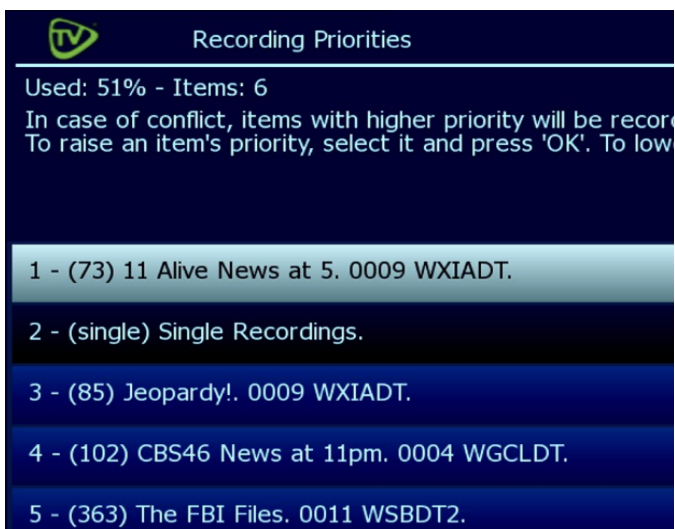 TV
Recording Priorities
Used: 51% - Items: 6
In case of conflict, items with higher priority will be
To raise an item's priority, select it and press 'OK'. To
1 - (73) 11 Alive News at 5. 0009 WXIADT.
2 - (single) Single Recordings.
3 - (85) Jeopardy!. 0009 WXIADT.
4 - (102) CBS46 News at 11pm. 0004 WGCLDT.
5 - (363) The FBI Files. 0011 WSBDT2.